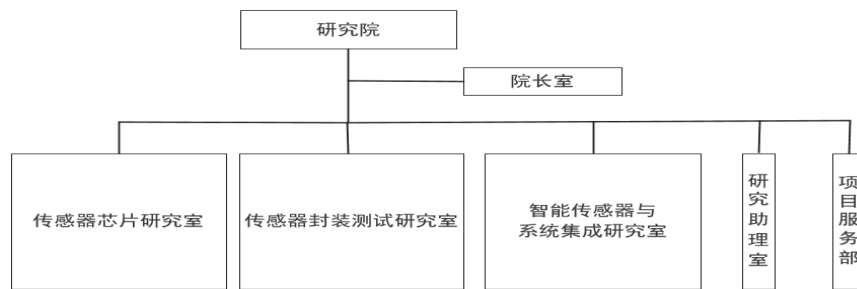 研究院
院长室
传感器芯片研究室
传感器封装测试研究室
智能传感器与
系统集成研究室
研究助理室
项目服务部